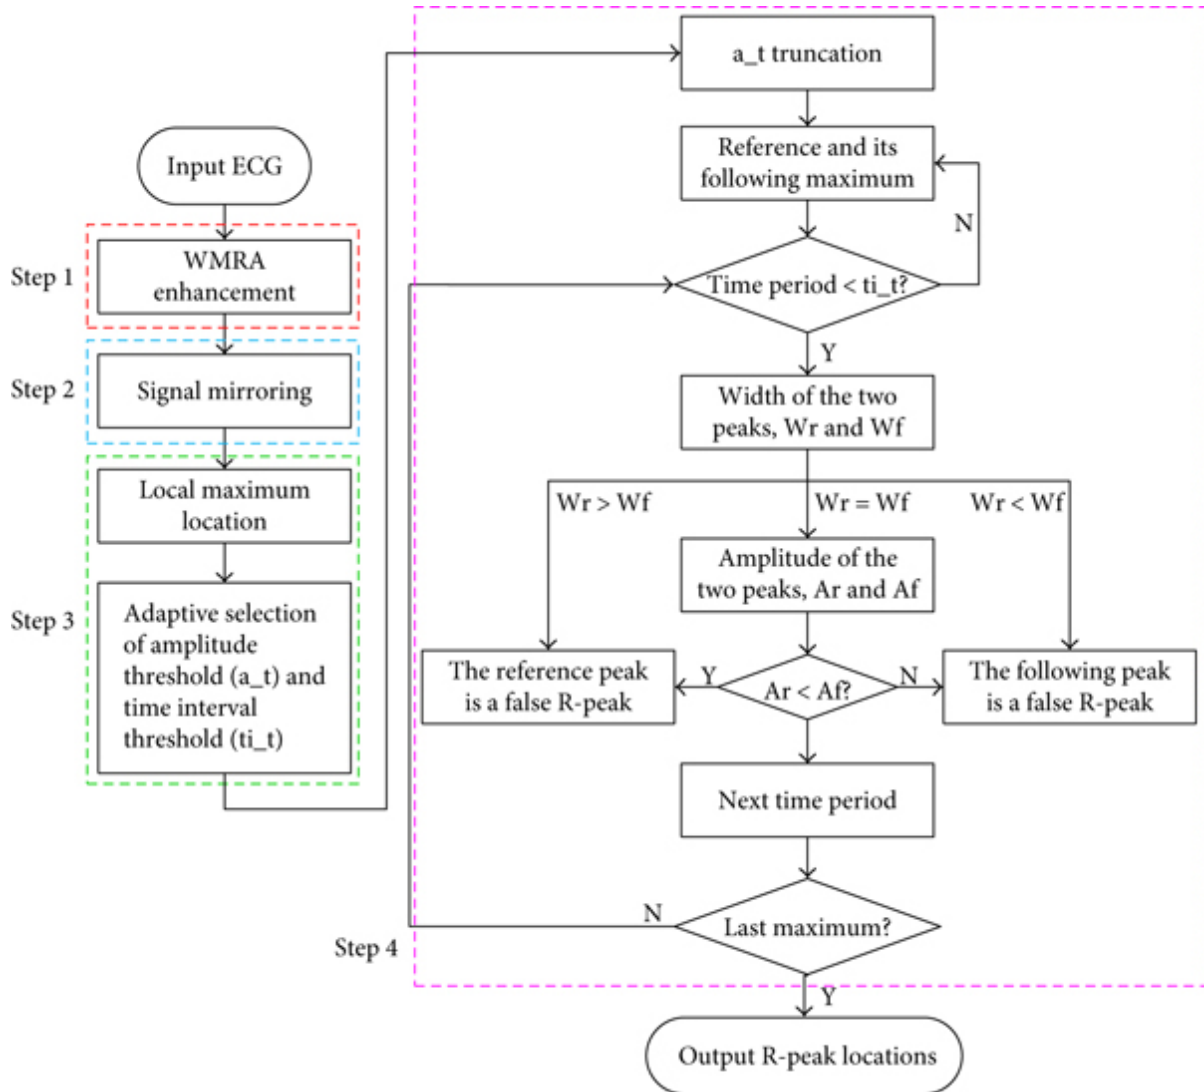 Input ECG
Step 1
WMRA
enhancement
Step 2
Signal mirroring
Local maximum
location
Step 3
Adaptive selection
of amplitude
threshold (a_t) and
time interval
threshold (ti_t)
a_t truncation
Reference and its
following maximum
N
Time period < ti_t?
Y
Width of the two
peaks, Wr and Wf
Wr > Wf
Wr = Wf
Wr < Wf
Amplitude of the
two peaks, Ar and Af
The reference peak
is a false R-peak
Y
Ar < Af?
N
The following peak
is a false R-peak
Next time period
N
Last maximum?
Step 4
Y
Output R-peak locations